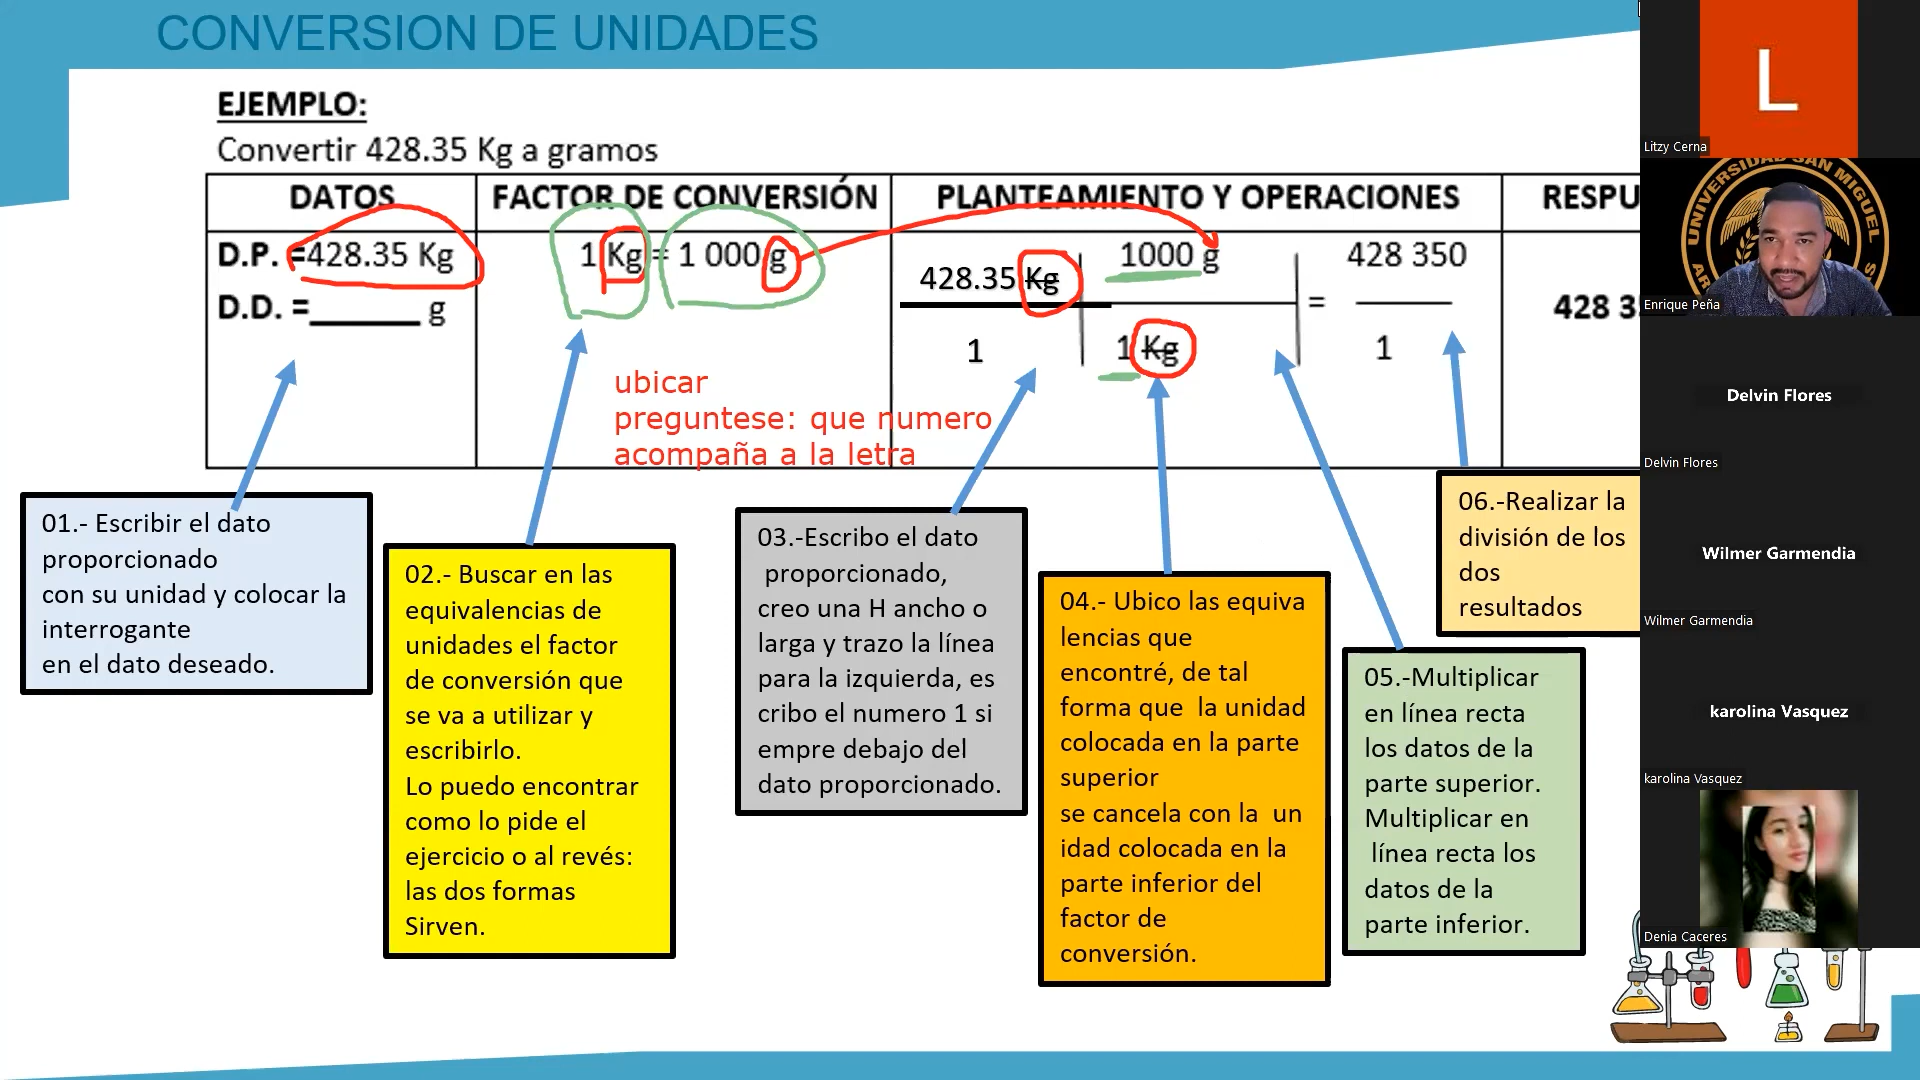 CONVERSION DE UNIDADES
EJEMPLO:
Convertir 428.35 Kg a gramos
DATOS
FACTOR DE CONVERSIÓN
PLANTEAMIENTO Y OPERACIONES
RESPU
D.P. =428.35 Kg
D.D. =______ g
1 Kg = 1 000 g
428.35 Kg
1
1000 g
1 Kg
=
428 350
1
428 3
ubicar
preguntese: que numero
acompaña a la letra
01.- Escribir el dato
proporcionado
con su unidad y colocar la
interrogante
en el dato deseado.
02.- Buscar en las
equivalencias de
unidades el factor
de conversión que
se va a utilizar y
escribirlo.
Lo puedo encontrar
como lo pide el
ejercicio o al revés:
las dos formas
Sirven.
03.-Escribo el dato
proporcionado,
creo una H ancho o
larga y trazo la línea
para la izquierda, es
cribo el numero 1 si
empre debajo del
dato proporcionado.
04.- Ubico las equiva
lencias que
encontré, de tal
forma que la unidad
colocada en la parte
superior
se cancela con la un
idad colocada en la
parte inferior del
factor de
conversión.
05.-Multiplicar
en línea recta
los datos de la
parte superior.
Multiplicar en
línea recta los
datos de la
parte inferior.
06.-Realizar la
división de los
dos
resultados
L
Litzy Cerna
UNIVERSIDAD SAN MIGUEL
Enrique Peña
Delvin Flores
Delvin Flores
Wilmer Garmendia
Wilmer Garmendia
karolina Vasquez
karolina Vasquez
Denia Caceres